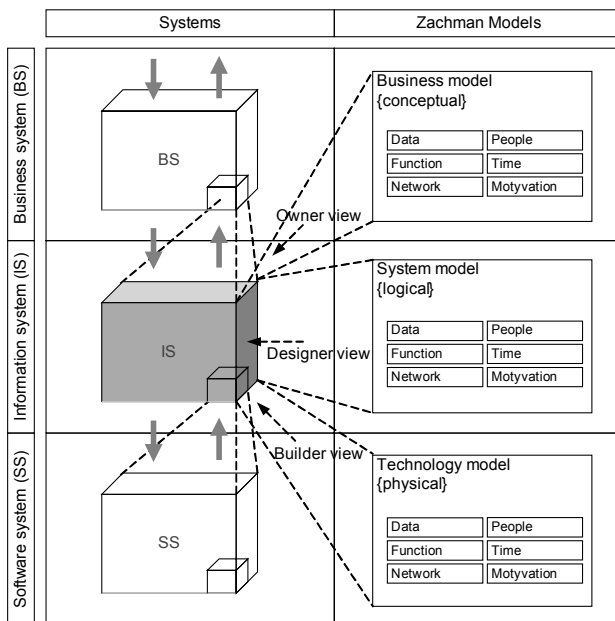 Systems
Zachman Models
Business system (BS)
BS
Owner view
Business model
{conceptual}
Data
People
Function
Time
Network
Motyvation
Information system (IS)
IS
Designer view
Builder view
System model
{logical}
Data
People
Function
Time
Network
Motyvation
Software system (SS)
SS
Technology model
{physical}
Data
People
Function
Time
Network
Motyvation